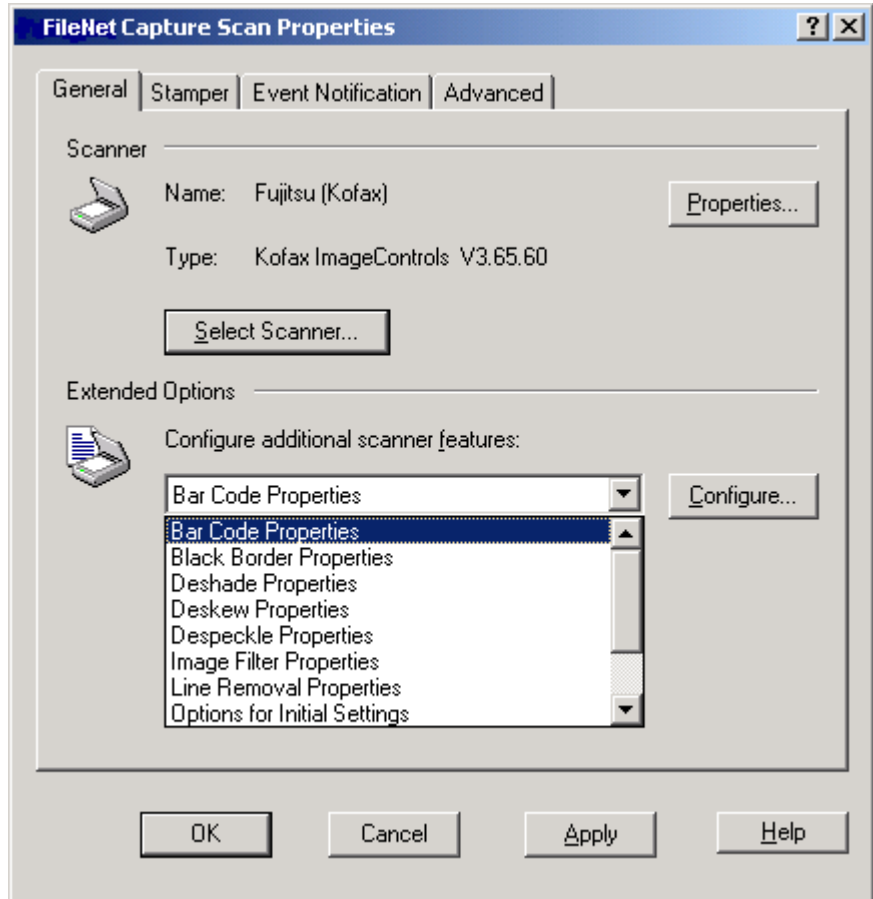 FileNet Capture Scan Properties
General Stamper Event Notification Advanced
Scanner
Name: Fujitsu (Kofax)
Properties...
Type: Kofax ImageControls V3.65.60
Select Scanner...
Extended Options
Configure additional scanner features:
Bar Code Properties
Configure...
Bar Code Properties
Black Border Properties
Deshade Properties
Deskew Properties
Despeckle Properties
Image Filter Properties
Line Removal Properties
Options for Initial Settings
OK Cancel Apply Help